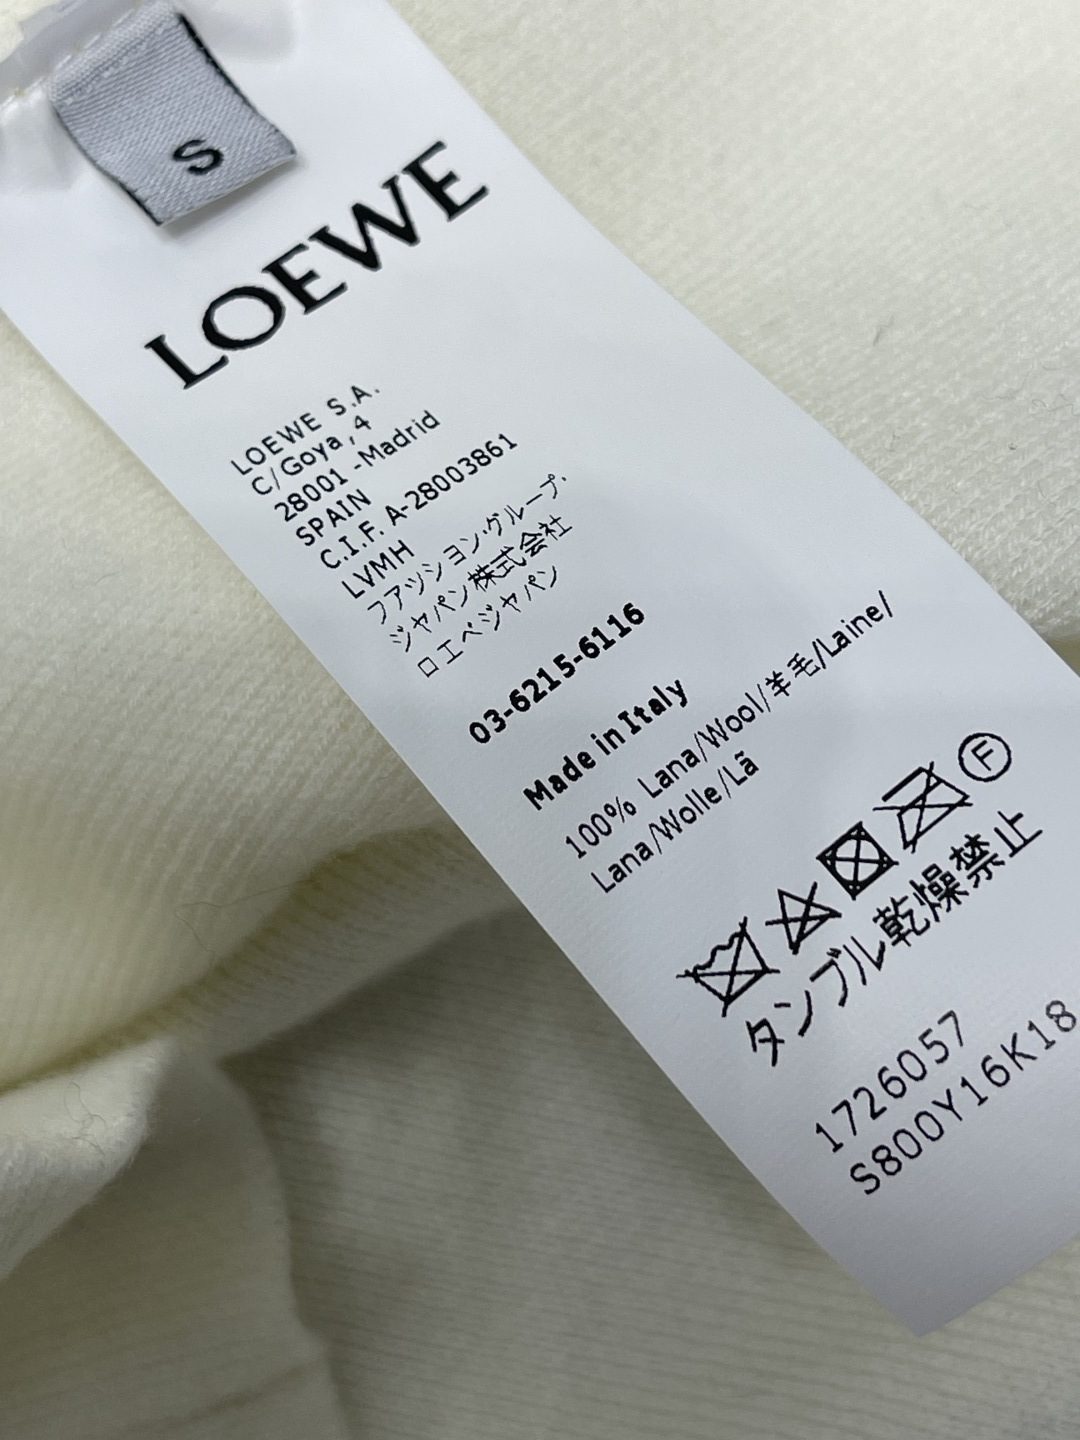 S
LOEWE
LOEWE S.A.
C/Goya, 4
28001 -Madrid
SPAIN
C.I.F. A-28003861
LVMH
ファッショングループ.
ジャパン株式会社
ロエベジャパン
03-6215-6116
Made in Italy
100% Lana/Wool/羊毛/Laine/
Lana/Wolle/Lã
F
タンブル乾燥禁止
1726057
S800Y16K18